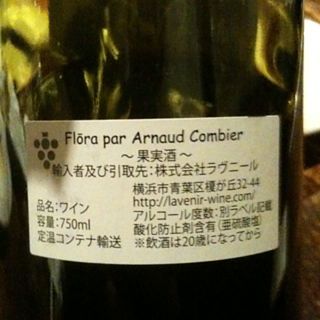 Flōra par Arnaud Combier
～果実酒～
輸入者及び引取先：株式会社ラヴニール
横浜市青葉区榎が丘32-44
品名：ワイン http://lavenir-wine.com/
容量：750ml アルコール度数：別ラベル記載
定温コンテナ輸送 酸化防止剤含有（亜硫酸塩）
※飲酒は20歳になってから